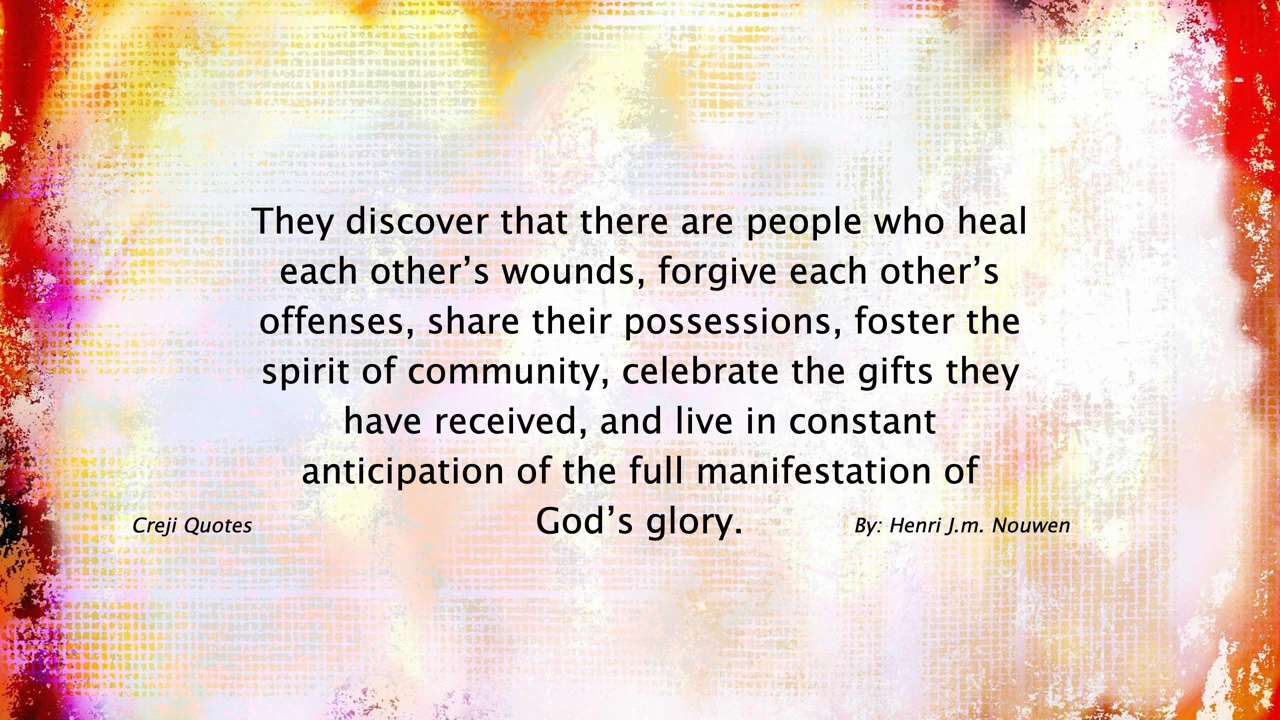 They discover that there are people who heal
each other’s wounds, forgive each other’s
offenses, share their possessions, foster the
spirit of community, celebrate the gifts they
have received, and live in constant
anticipation of the full manifestation of
God’s glory.
Creji Quotes
By: Henri J.m. Nouwen